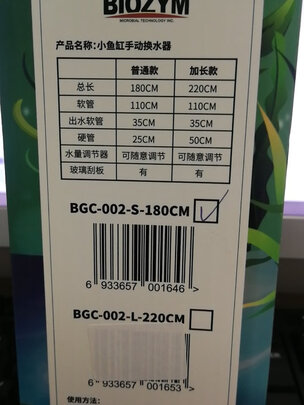 BIOZYM
MICROBIAL TECHNOLOGY INC.
产品名称：小鱼缸手动换水器
普通款 加长款
总长 180CM 220CM
软管 110CM 110CM
出水软管 35CM 35CM
硬管 25CM 50CM
水量调节器 可随意调节 可随意调节
玻璃刮板 有 有
BGC-002-S-180CM
6 933657 001646 >
BGC-002-L-220CM
6 933657 001653 >
使用方法：